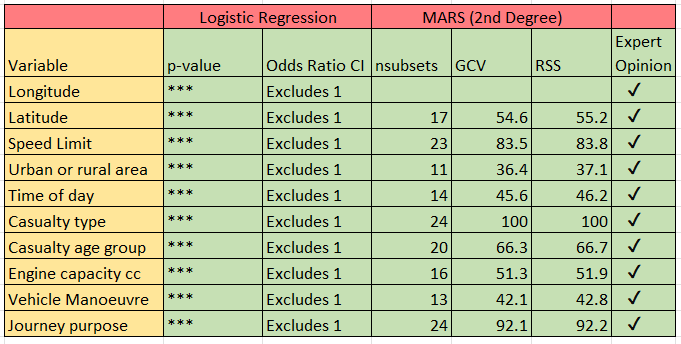 Logistic Regression MARS (2nd Degree)
Variable p-value Odds Ratio CI nsubsets GCV RSS Expert Opinion
Longitude *** Excludes 1 ✓
Latitude *** Excludes 1 17 54.6 55.2 ✓
Speed Limit *** Excludes 1 23 83.5 83.8 ✓
Urban or rural area *** Excludes 1 11 36.4 37.1 ✓
Time of day *** Excludes 1 14 45.6 46.2 ✓
Casualty type *** Excludes 1 24 100 100 ✓
Casualty age group *** Excludes 1 20 66.3 66.7 ✓
Engine capacity cc *** Excludes 1 16 51.3 51.9 ✓
Vehicle Manoeuvre *** Excludes 1 13 42.1 42.8 ✓
Journey purpose *** Excludes 1 24 92.1 92.2 ✓